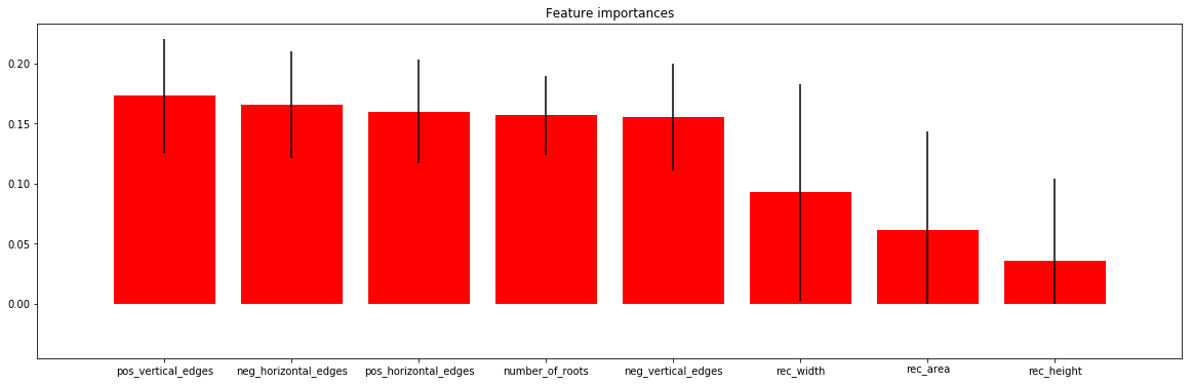 Feature importances
0.20
0.15
0.10
0.05
0.00
pos_vertical_edges neg_horizontal_edges pos_horizontal_edges number_of_roots neg_vertical_edges rec_width rec_area rec_height